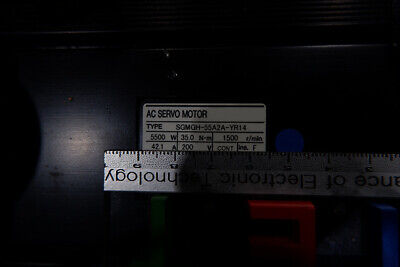 AC SERVO MOTOR
TYPE SGMGH-55A2A-YR14
5500 W 35.0 N·m 1500 r/min
42.1 A 200 V CONT ins. F
ance of Electronic Technology